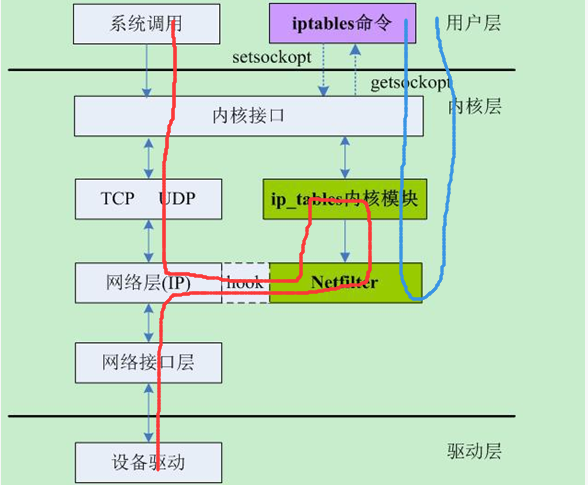 系统调用
iptables命令
用户层
setsockopt
getsockopt
内核接口
内核层
TCP UDP
ip_tables内核模块
网络层(IP)
hook
Netfilter
网络接口层
设备驱动
驱动层